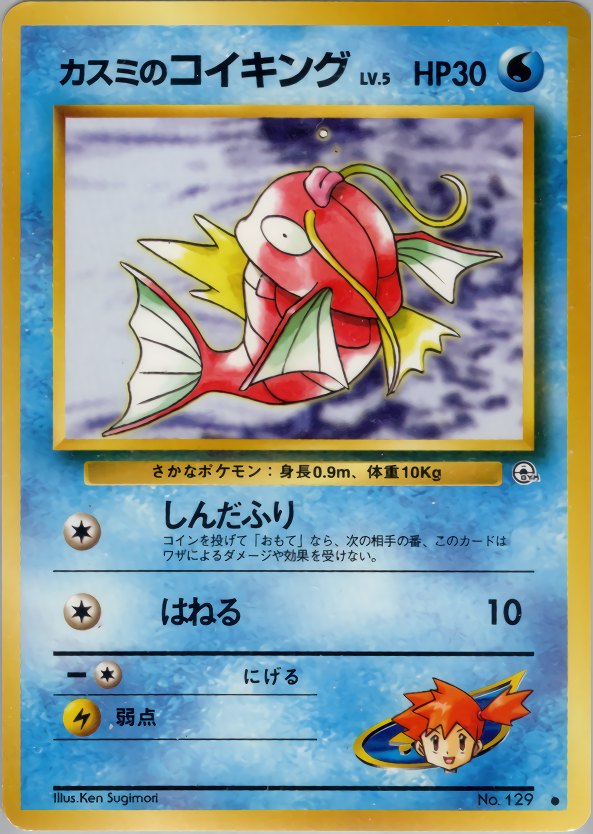 カスミのコイキング LV.5 HP30
さかなポケモン：身長0.9m、体重10Kg
GYM
しんだふり
コインを投げて「おもて」なら、次の相手の番、このカードは
ワザによるダメージや効果を受けない。
はねる 10
− にげる
弱点
Illus.Ken Sugimori No. 129 ●